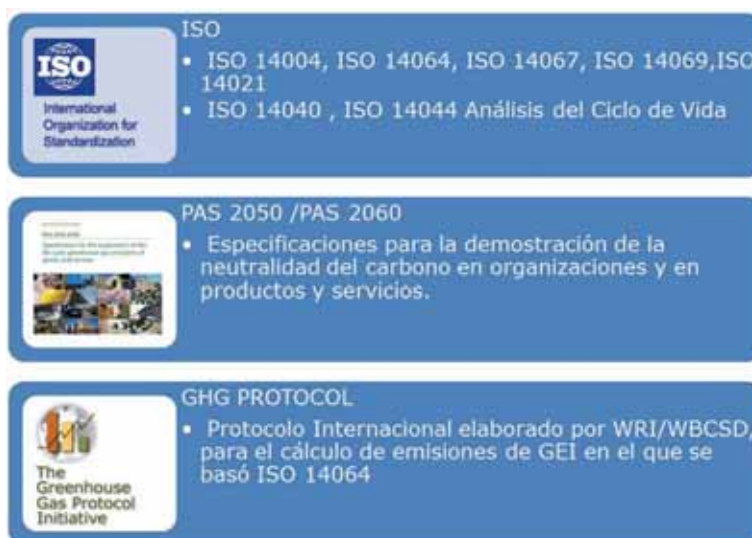 ISO
International
Organization for
Standardization
ISO
• ISO 14004, ISO 14064, ISO 14067, ISO 14069,ISO
14021
• ISO 14040 , ISO 14044 Análisis del Ciclo de Vida
PAS 2050 /PAS 2060
• Especificaciones para la demostración de la
neutralidad del carbono en organizaciones y en
productos y servicios.
The
Greenhouse
Gas Protocol
Initiative
GHG PROTOCOL
• Protocolo Internacional elaborado por WRI/WBCSD,
para el cálculo de emisiones de GEI en el que se
basó ISO 14064